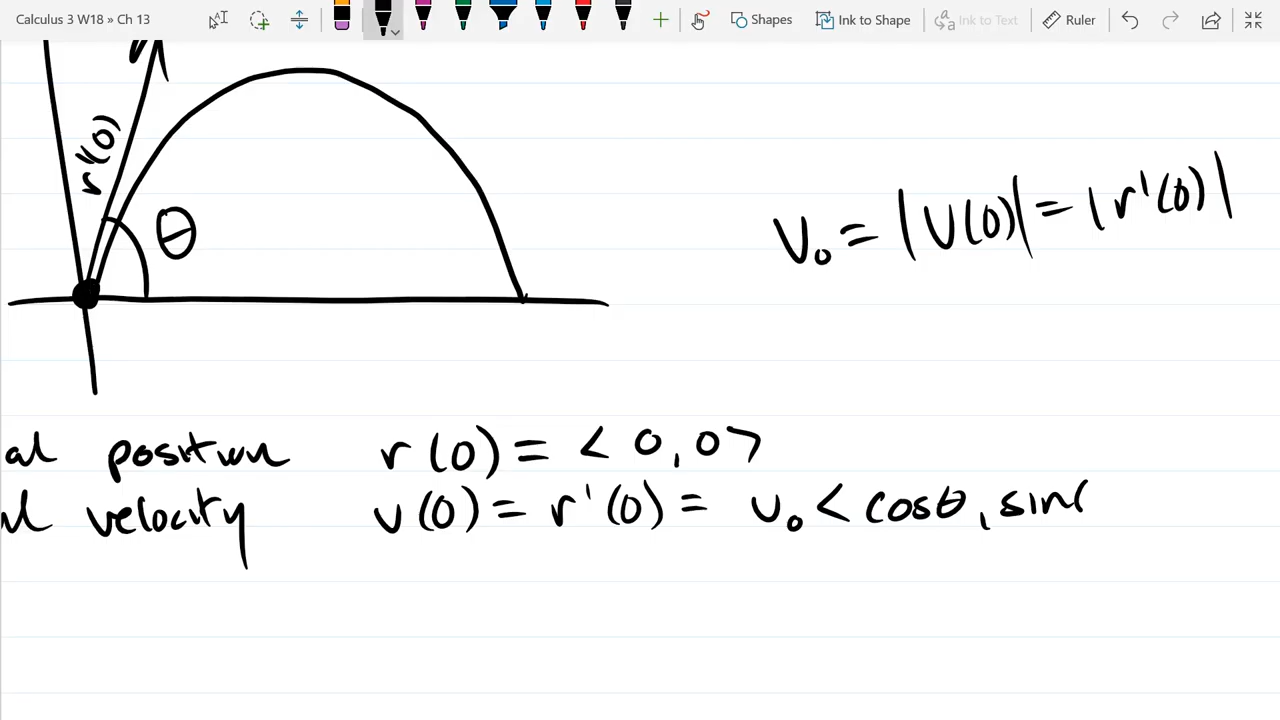 Calculus 3 W18 » Ch 13
Shapes
Ink to Shape
Ink to Text
Ruler
r'(0)
θ
V₀ = |V(0)| = |r'(0)|
al position r(0) = < 0, 0 >
velocity v(0) = r'(0) = v₀ < cosθ, sin(